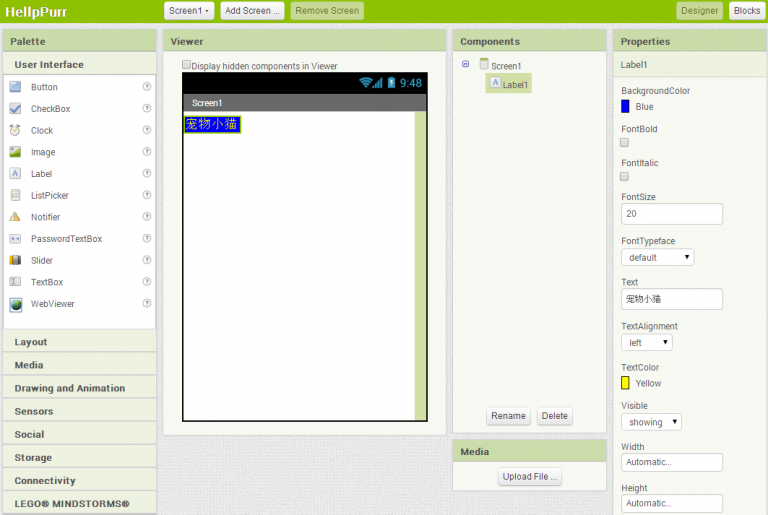 HellpPurr
Screen1
Add Screen ...
Remove Screen
Designer
Blocks
Palette
User Interface
Button
CheckBox
Clock
Image
Label
ListPicker
Notifier
PasswordTextBox
Slider
TextBox
WebViewer
Layout
Media
Drawing and Animation
Sensors
Social
Storage
Connectivity
LEGO® MINDSTORMS®
Viewer
Display hidden components in Viewer
9:48
Screen1
宠物小猫
Components
Screen1
Label1
Rename
Delete
Media
Upload File ...
Properties
Label1
BackgroundColor
Blue
FontBold
FontItalic
FontSize
20
FontTypeface
default
Text
宠物小猫
TextAlignment
left
TextColor
Yellow
Visible
showing
Width
Automatic...
Height
Automatic...